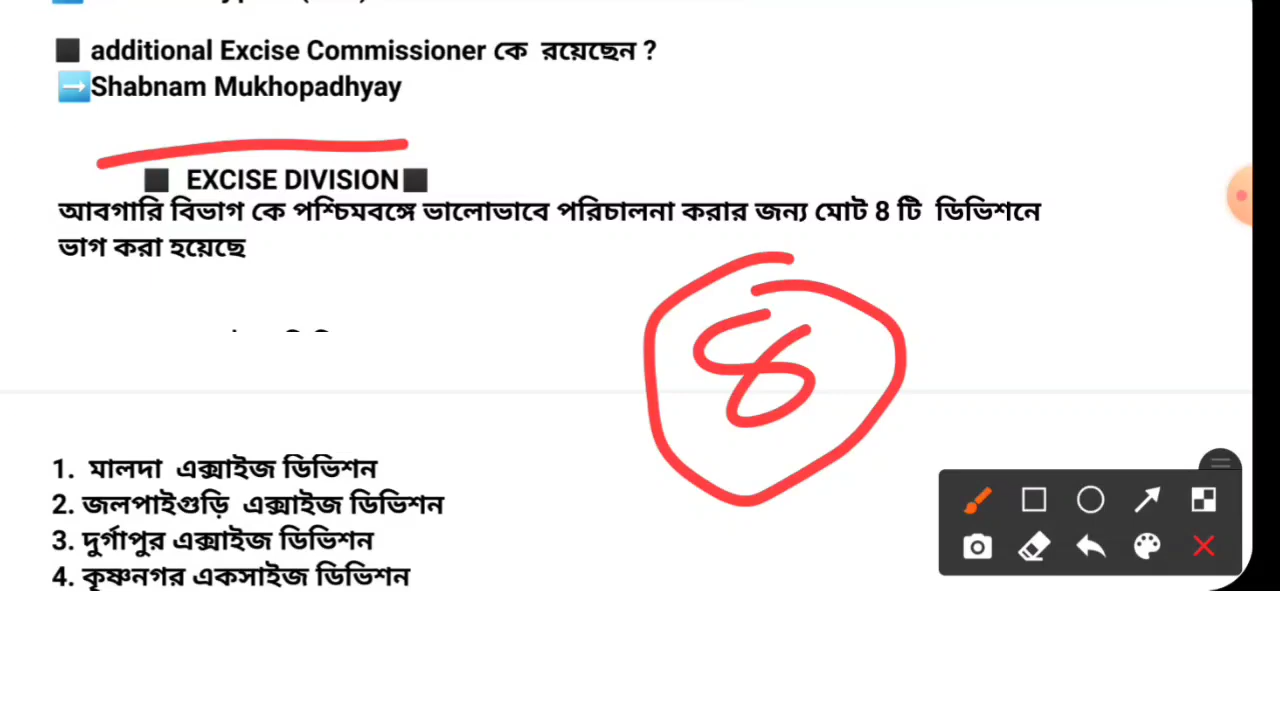 additional Excise Commissioner কে রয়েছেন ?
Shabnam Mukhopadhyay
EXCISE DIVISION
আবগারি বিভাগ কে পশ্চিমবঙ্গে ভালোভাবে পরিচালনা করার জন্য মোট 8 টি ডিভিশনে
ভাগ করা হয়েছে
8
1. মালদা এক্সাইজ ডিভিশন
2. জলপাইগুড়ি এক্সাইজ ডিভিশন
3. দুর্গাপুর এক্সাইজ ডিভিশন
4. কৃষ্ণনগর একসাইজ ডিভিশন